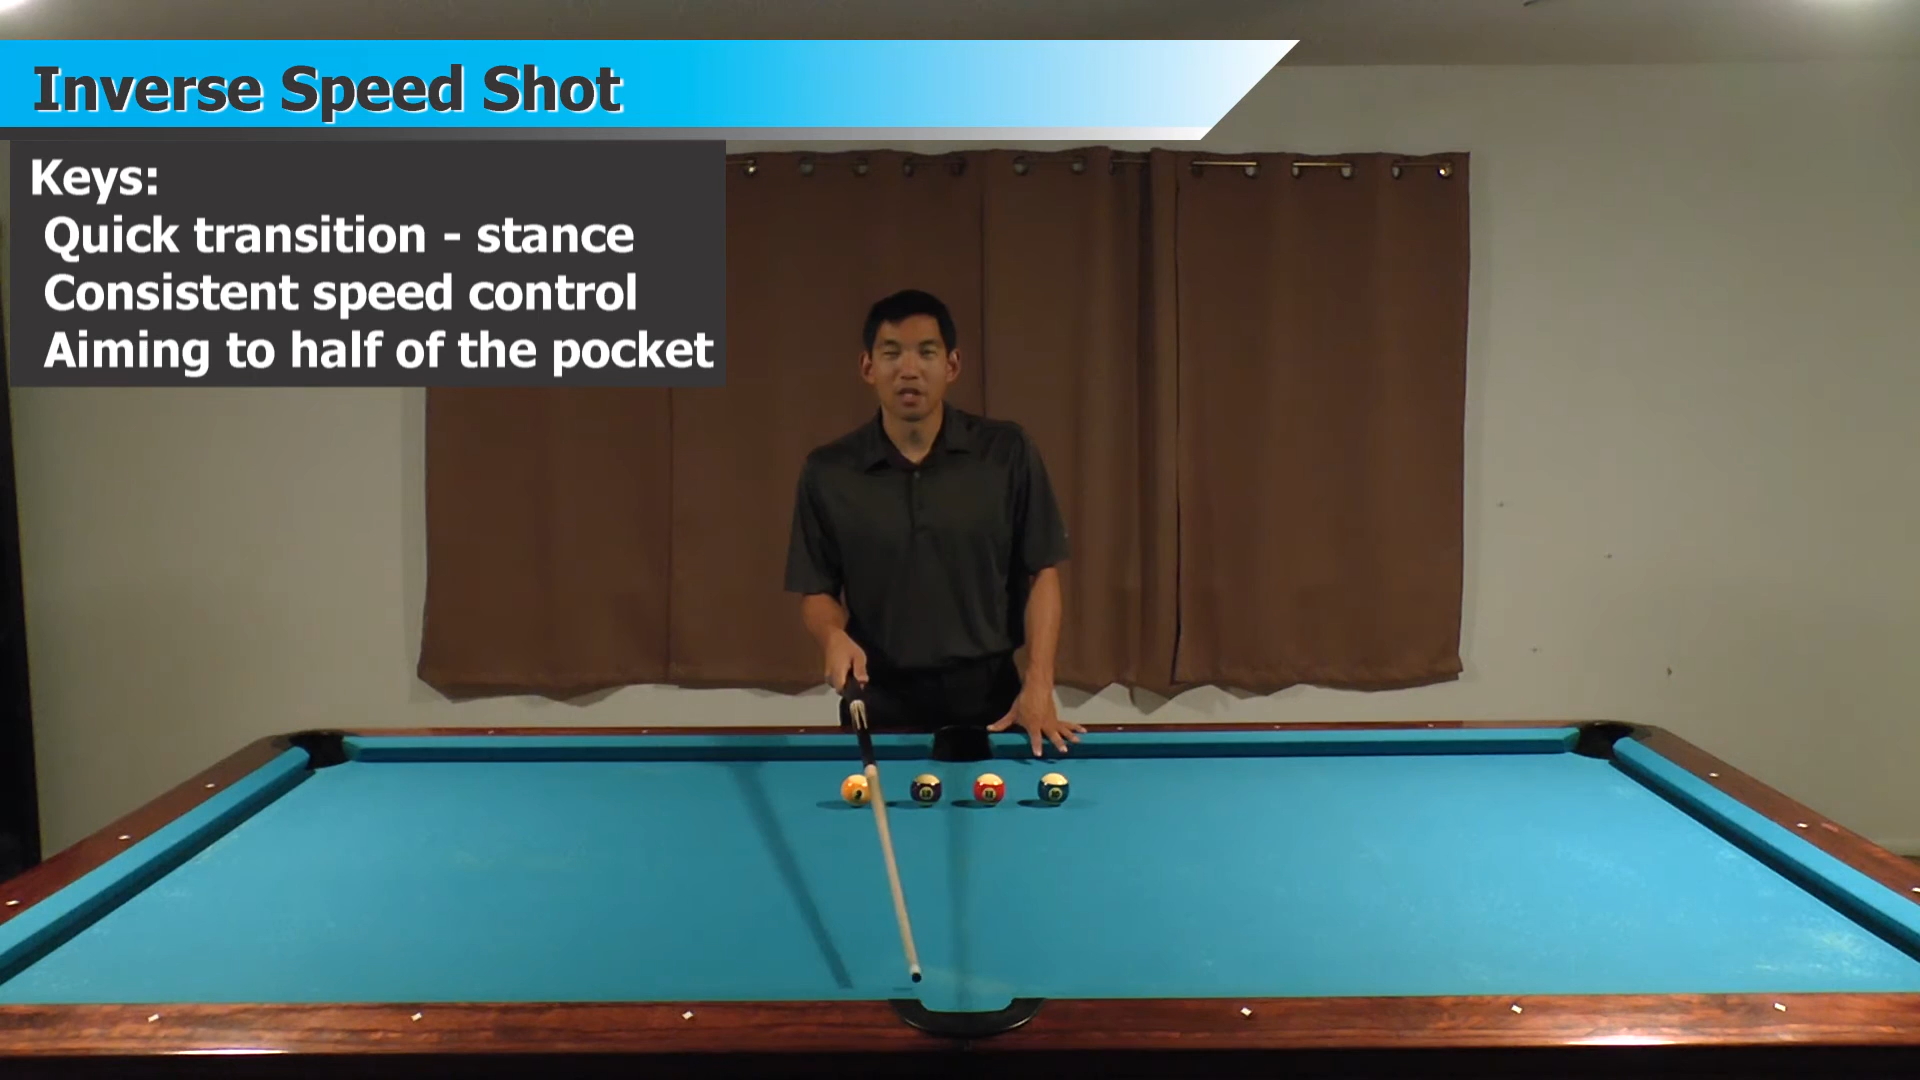 Inverse Speed Shot
Keys:
Quick transition - stance
Consistent speed control
Aiming to half of the pocket